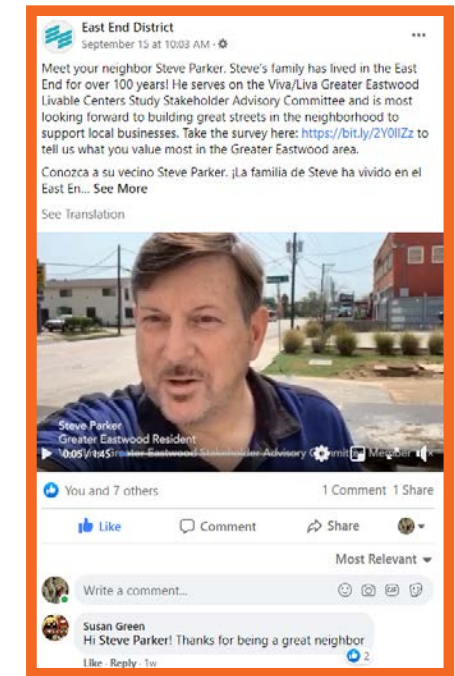 East End District
September 15 at 10:03 AM ·
Meet your neighbor Steve Parker. Steve's family has lived in the East
End for over 100 years! He serves on the Viva/Liva Greater Eastwood
Livable Centers Study Stakeholder Advisory Committee and is most
looking forward to building great streets in the neighborhood to
support local businesses. Take the survey here: https://bit.ly/2Y0lIZz to
tell us what you value most in the Greater Eastwood area.
Conozca a su vecino Steve Parker. ¡La familia de Steve ha vivido en el
East En... See More
See Translation
Steve Parker
Greater Eastwood Resident
0:05 / 1:45 Greater Eastwood Stakeholder Advisory Committee Member
You and 7 others 1 Comment 1 Share
Like Comment Share
Most Relevant
Write a comment...
GIF
Susan Green
Hi Steve Parker! Thanks for being a great neighbor
2
Like · Reply · 1w